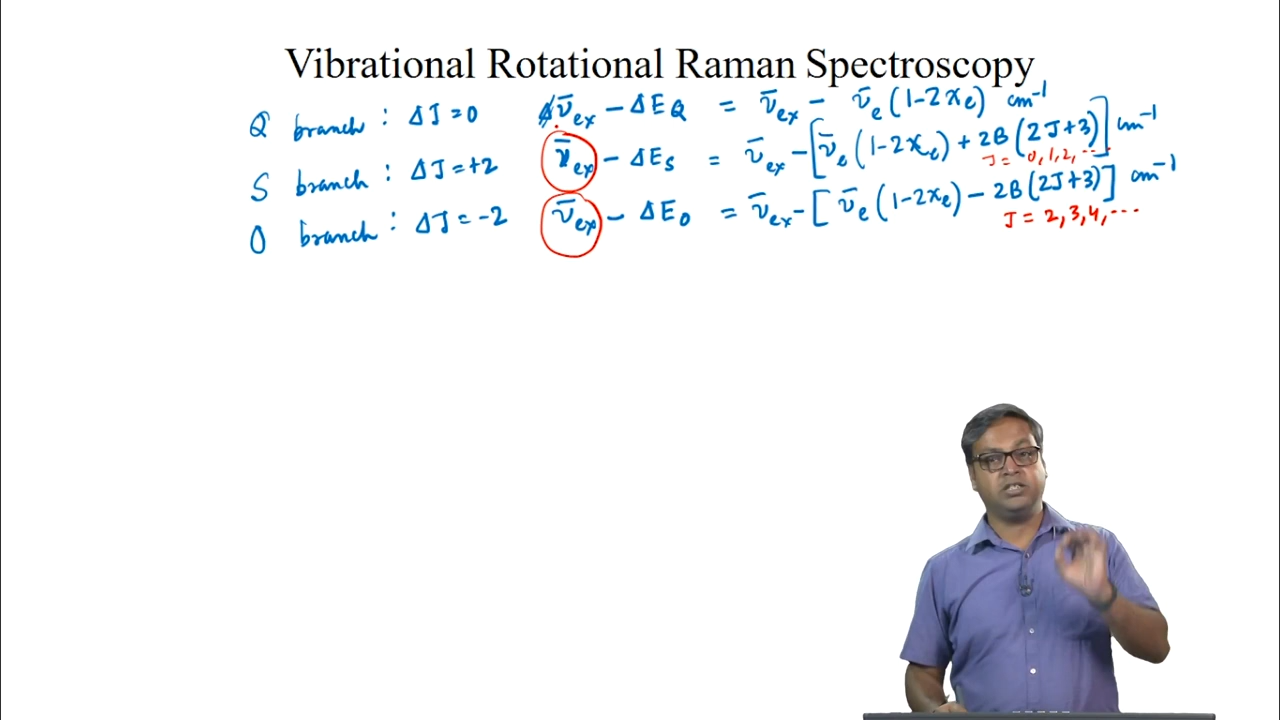 Vibrational Rotational Raman Spectroscopy
Q branch : ΔJ=0 ν̄ex − ΔEQ = ν̄ex − ν̄e(1-2xe) cm⁻¹
S branch : ΔJ=+2 ν̄ex − ΔES = ν̄ex − [ν̄e(1-2xe) + 2B(2J+3)] cm⁻¹
J = 0,1,2,...
O branch : ΔJ = −2 ν̄ex − ΔEO = ν̄ex − [ν̄e(1-2xe) − 2B(2J+3)] cm⁻¹
J = 2,3,4,...